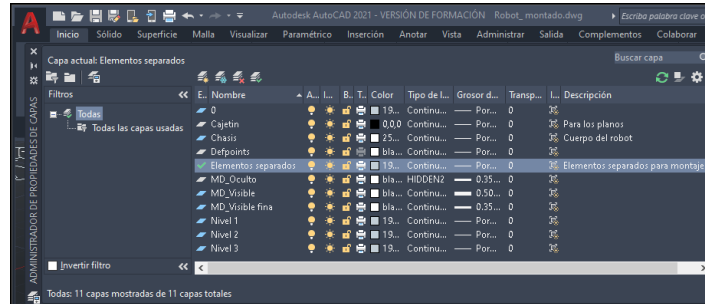 Autodesk AutoCAD 2021 - VERSIÓN DE FORMACIÓN Robot_montado.dwg Escriba palabra clave o
Inicio Sólido Superficie Malla Visualizar Paramétrico Inserción Anotar Vista Administrar Salida Complementos Colaborar
Capa actual: Elementos separados Buscar capa
Filtros E.. Nombre A... I... B.. T.. Color Tipo de l... Grosor d... Transp... I... Descripción
Todas 0 19... Continu... Por... 0
Todas las capas usadas Cajetin 0,0,0 Continu... Por... 0 Para los planos
Chasis 25... Continu... Por... 0 Cuerpo del robot
Defpoints bla... Continu... Por... 0
Elementos separados 19... Continu... Por... 0 Elementos separados para montaje
MD_Oculto bla... HIDDEN2 0.35... 0
MD_Visible bla... Continu... 0.50... 0
MD_Visible fina bla... Continu... 0.35... 0
Nivel 1 19... Continu... Por... 0
Nivel 2 19... Continu... Por... 0
Nivel 3 19... Continu... Por... 0
Invertir filtro
Todas: 11 capas mostradas de 11 capas totales
ADMINISTRADOR DE PROPIEDADES DE CAPAS